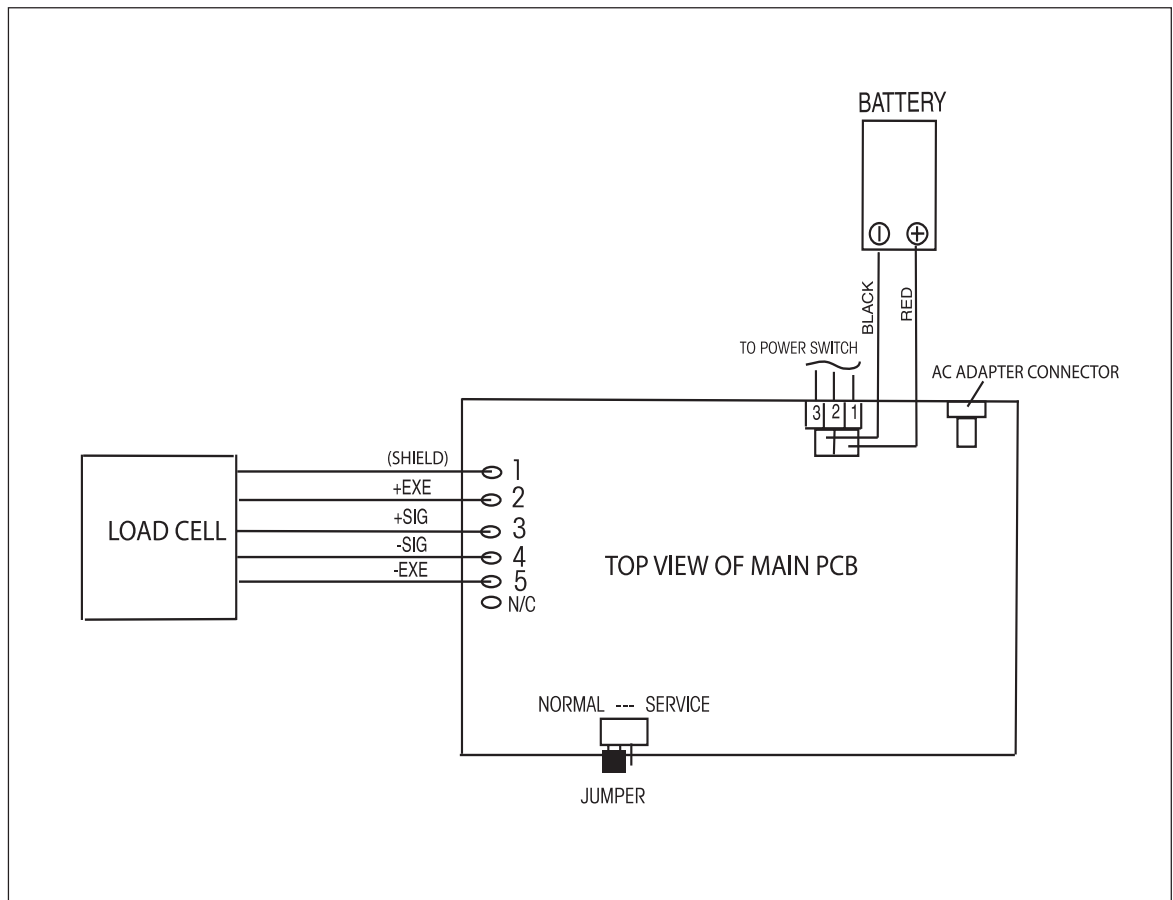 BATTERY
BLACK
RED
TO POWER SWITCH
AC ADAPTER CONNECTOR
3 2 1
(SHIELD) 1
+EXE 2
+SIG 3
-SIG 4
-EXE 5
N/C
LOAD CELL
TOP VIEW OF MAIN PCB
NORMAL --- SERVICE
JUMPER